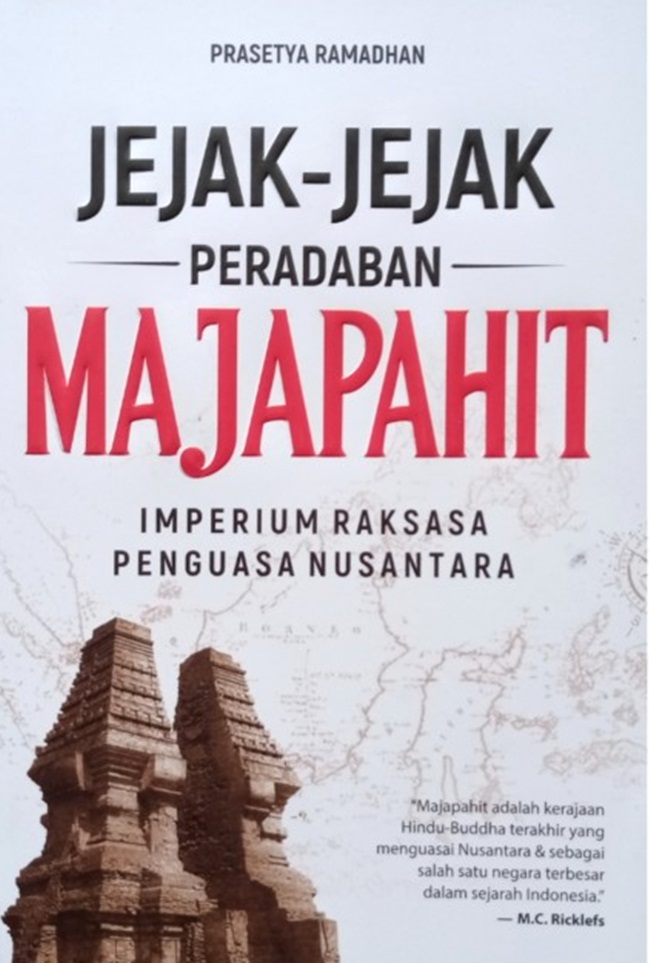 PRASETYA RAMADHAN
JEJAK-JEJAK
PERADABAN
MAJAPAHIT
IMPERIUM RAKSASA
PENGUASA NUSANTARA
BORNEO
"Majapahit adalah kerajaan
Hindu-Buddha terakhir yang
menguasai Nusantara & sebagai
salah satu negara terbesar
dalam sejarah Indonesia."
— M.C. Ricklefs